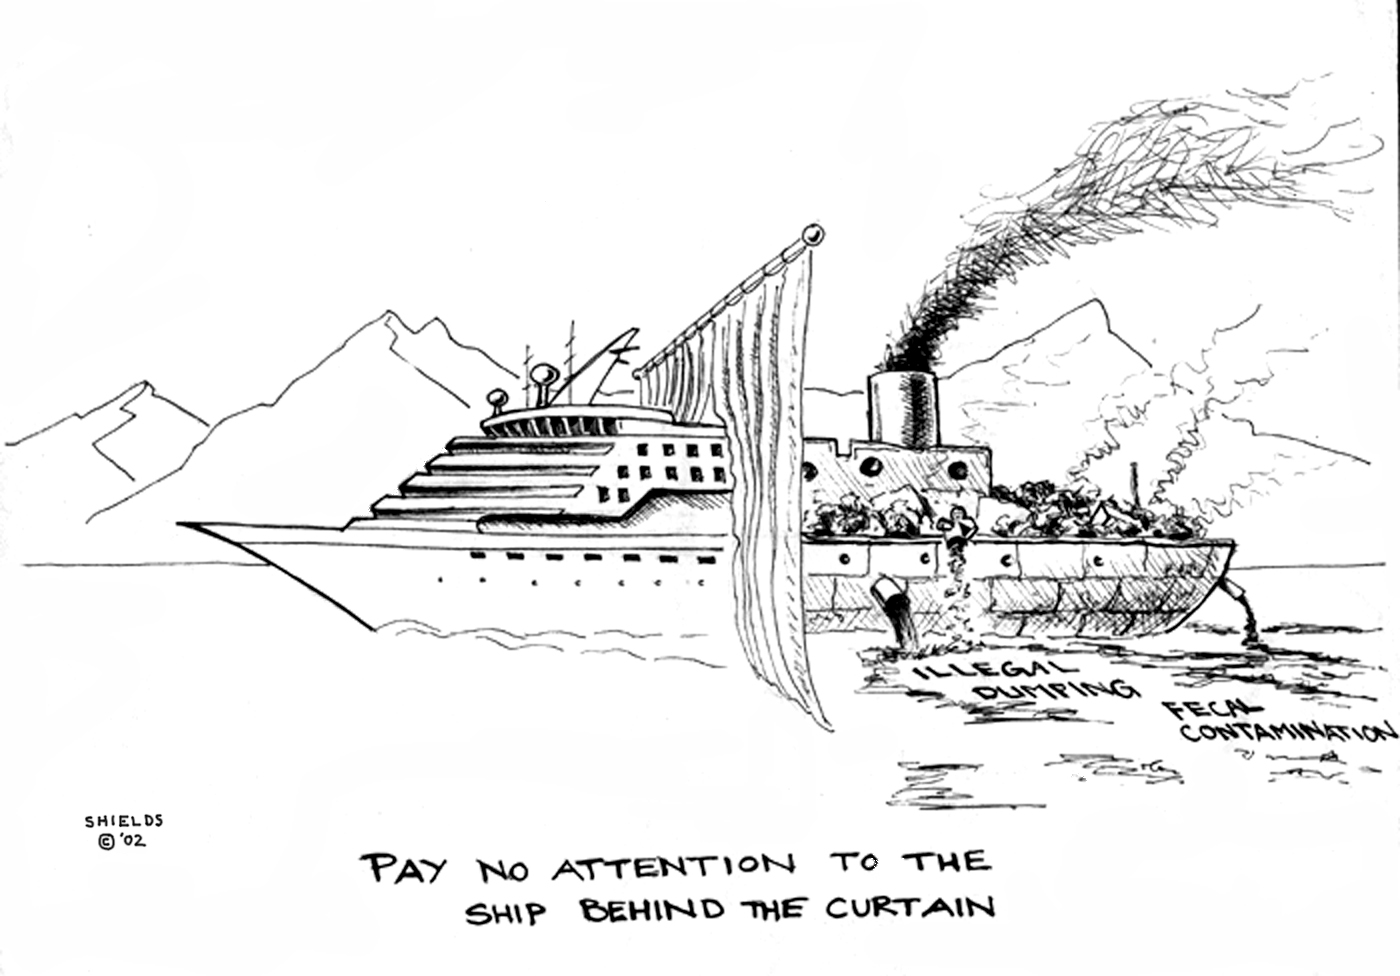 ILLEGAL
DUMPING
FECAL
CONTAMINATION
SHIELDS
© '02
PAY NO ATTENTION TO THE
SHIP BEHIND THE CURTAIN